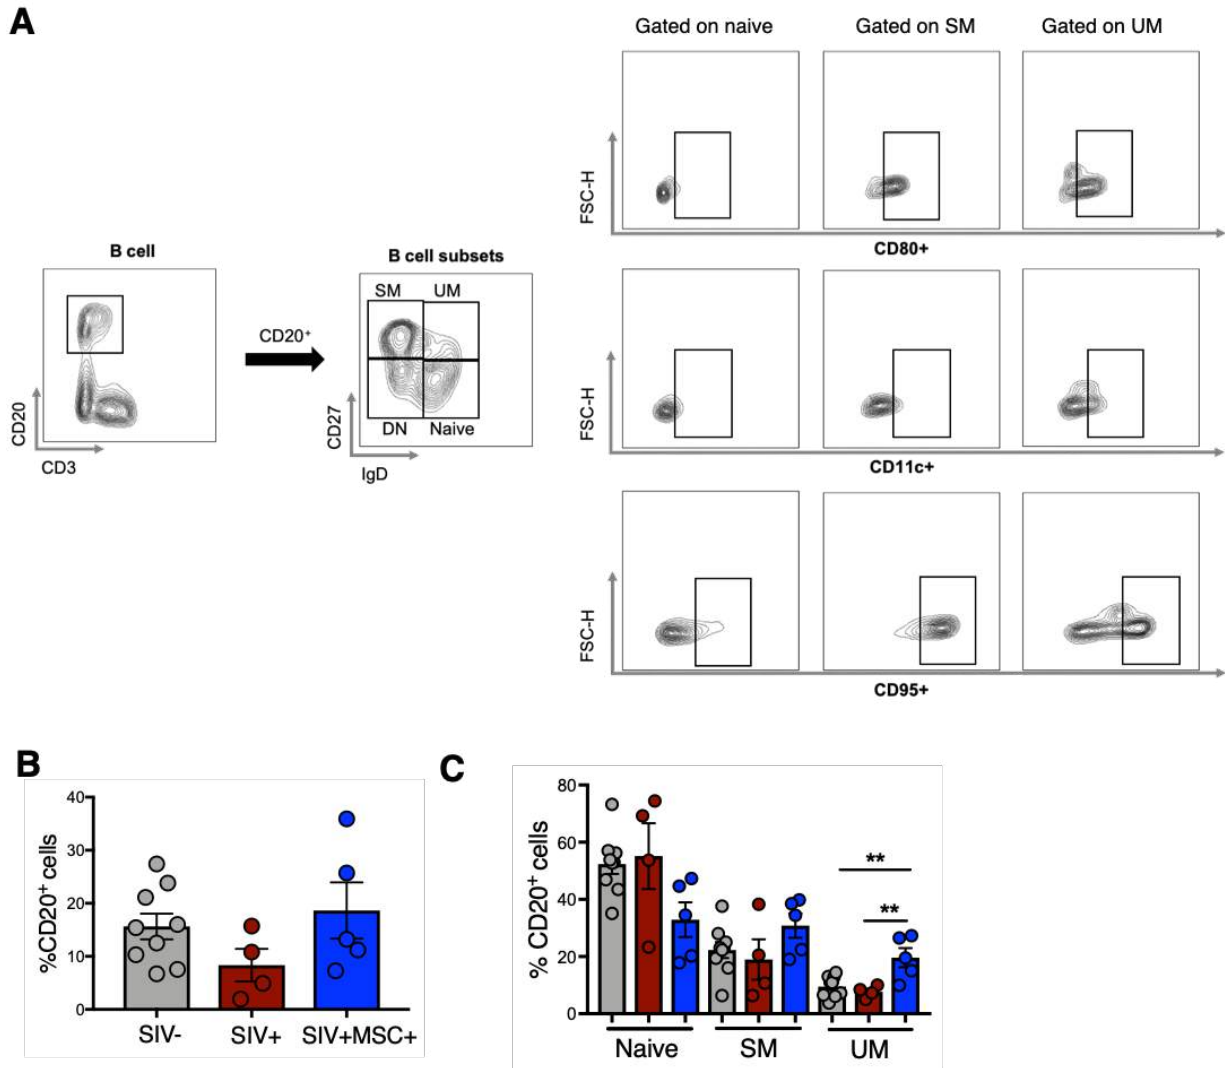 A
Gated on naive
Gated on SM
Gated on UM
FSC-H
CD80+
B cell
B cell subsets
SM
UM
CD20+
CD20
CD3
CD27
DN
Naive
IgD
FSC-H
CD11c+
FSC-H
CD95+
B
%CD20+ cells
40
30
20
10
0
SIV-
SIV+
SIV+MSC+
C
% CD20+ cells
80
60
40
20
0
**
**
Naive
SM
UM